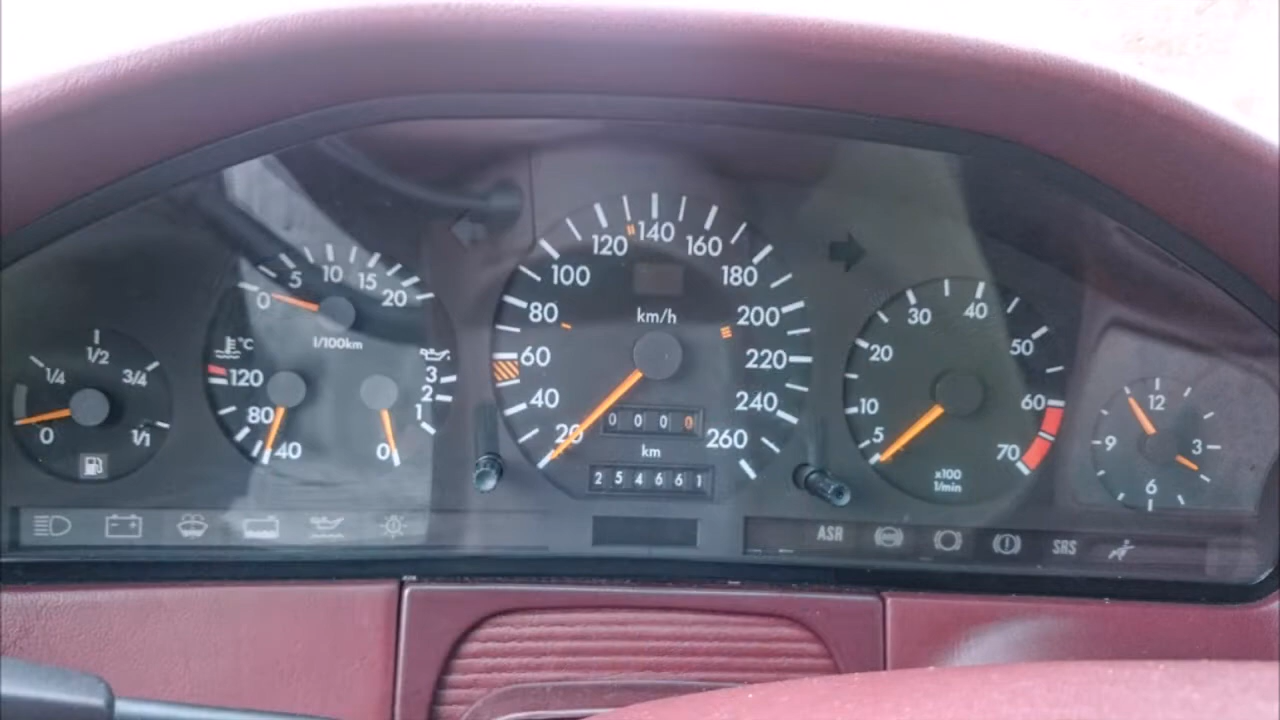 1/2
1/4 3/4
0 1/1
0 5 10 15 20
l/100km
°C
120
80
40
3
2
1
0
20 40 60 80 100 120 140 160 180 200 220 240 260
km/h
0 0 0 0
km
2 5 4 6 6 1
5 10 20 30 40 50 60 70
x100
1/min
12
9 3
6
ASR
SRS